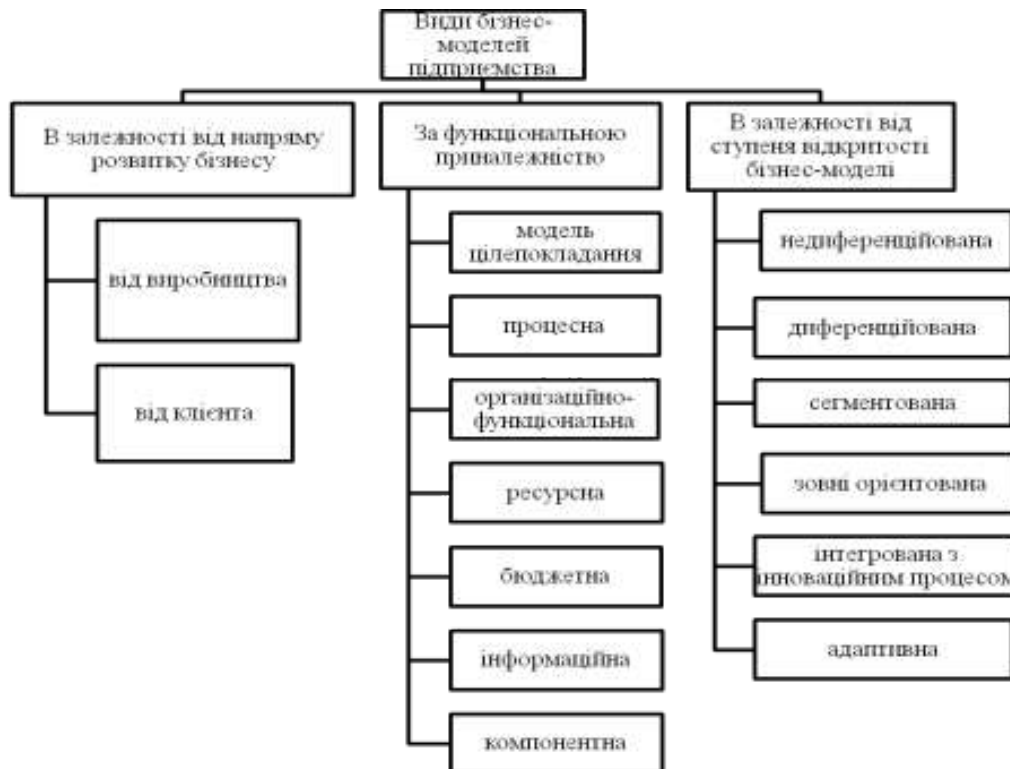 Види бізнес-
моделей
підприємства
В залежності від напряму
розвитку бізнесу
від виробництва
від клієнта
За функціональною
приналежністю
модель
цілепокладання
процесна
організаційно-
функціональна
ресурсна
бюджетна
інформаційна
компонентна
В залежності від
ступеня відкритості
бізнес-моделі
недиференційована
диференційована
сегментована
зовні орієнтована
інтегрована з
інноваційним процесом
адаптивна